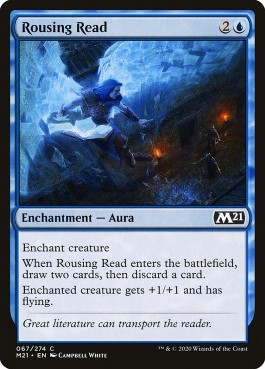 Rousing Read 2
Enchantment — Aura M21
Enchant creature
When Rousing Read enters the battlefield,
draw two cards, then discard a card.
Enchanted creature gets +1/+1 and has
flying.
Great literature can transport the reader.
067/274 C
M21 • EN Campbell White ™ & © 2020 Wizards of the Coast